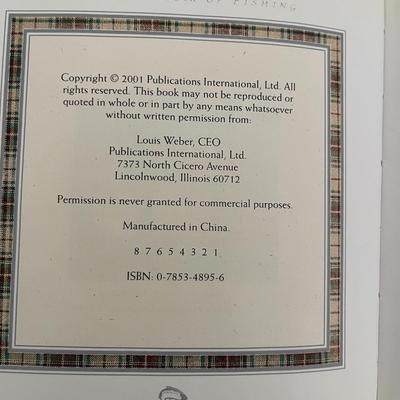 OF FISHING
Copyright © 2001 Publications International, Ltd. All
rights reserved. This book may not be reproduced or
quoted in whole or in part by any means whatsoever
without written permission from:
Louis Weber, CEO
Publications International, Ltd.
7373 North Cicero Avenue
Lincolnwood, Illinois 60712
Permission is never granted for commercial purposes.
Manufactured in China.
8 7 6 5 4 3 2 1
ISBN: 0-7853-4895-6